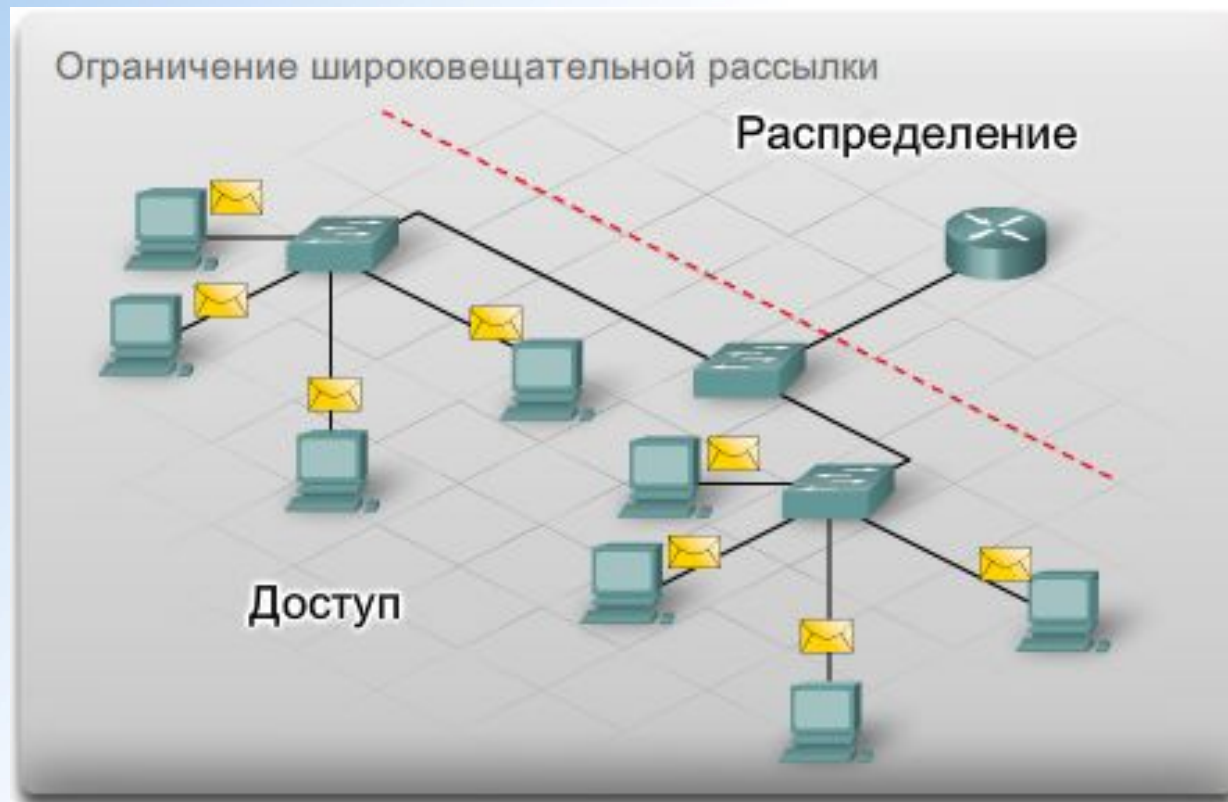 Ограничение широковещательной рассылки
Распределение
Доступ